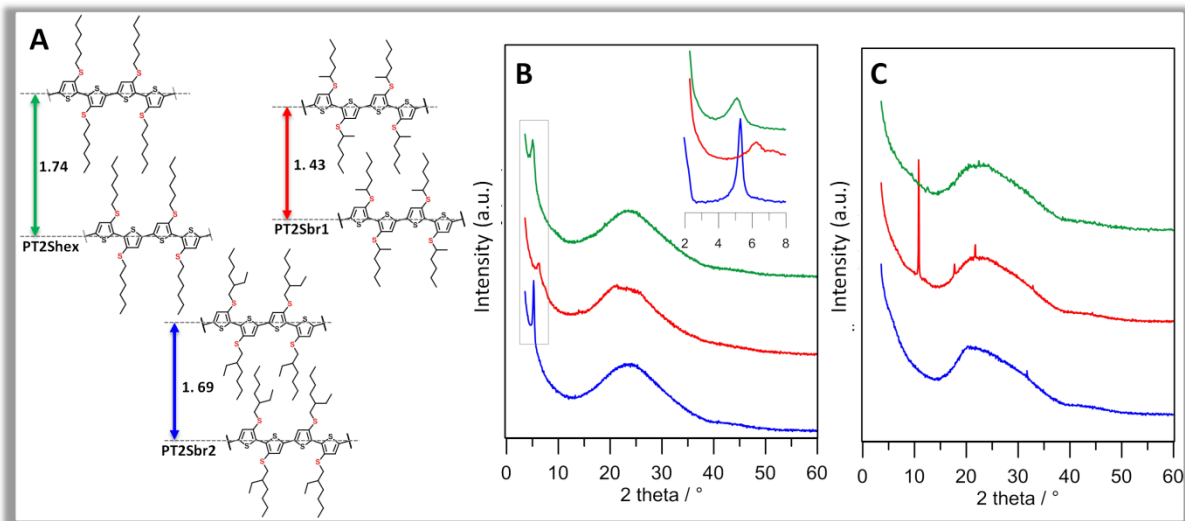 A
1.74
PT2Shex
1.43
PT2Sbr1
1.69
PT2Sbr2
S S S S
S S S S
S S S S
S S S S
S S S S
S S S S
S S S S
S S S S
S S S S
S S S S
S S S S
S S S S
B
Intensity (a.u.)
2 4 6 8
0 10 20 30 40 50 60
2 theta / °
C
Intensity (a.u.)
0 10 20 30 40 50 60
2 theta / °